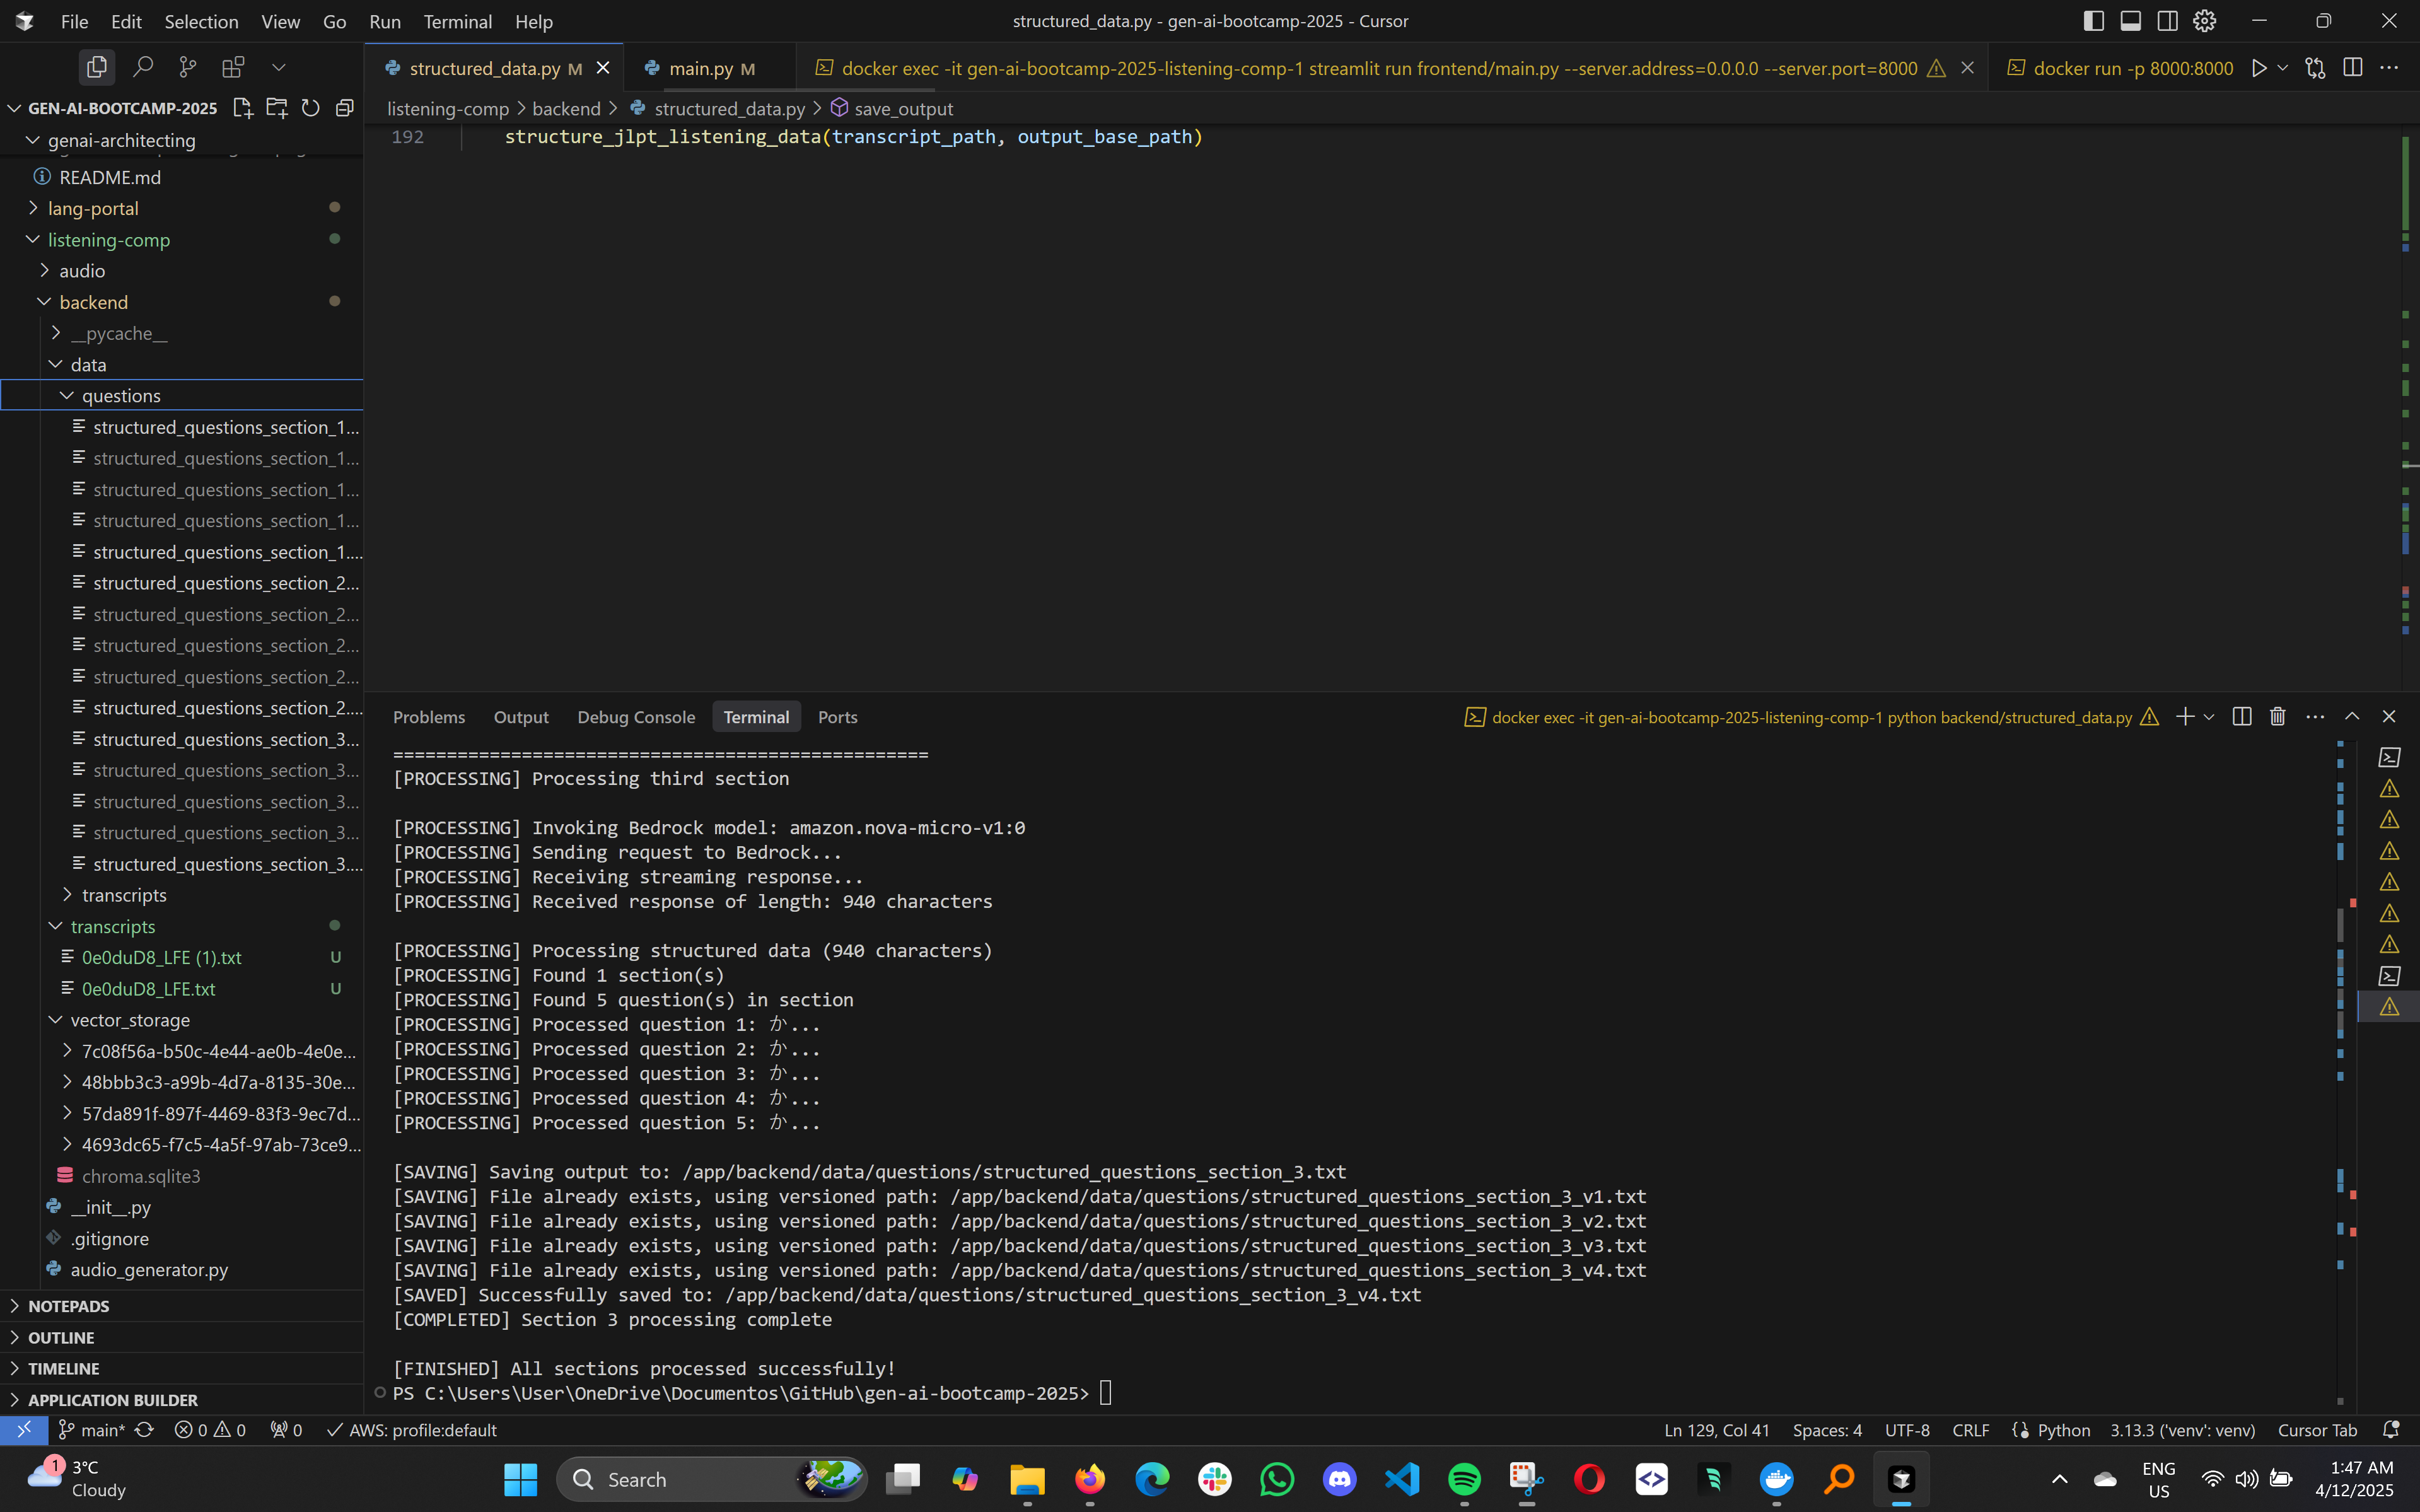 File Edit Selection View Go Run Terminal Help
structured_data.py - gen-ai-bootcamp-2025 - Cursor
structured_data.py M
main.py M
docker exec -it gen-ai-bootcamp-2025-listening-comp-1 streamlit run frontend/main.py --server.address=0.0.0.0 --server.port=8000
docker run -p 8000:8000
GEN-AI-BOOTCAMP-2025
genai-architecting
README.md
lang-portal
listening-comp
audio
backend
__pycache__
data
questions
structured_questions_section_1...
structured_questions_section_1...
structured_questions_section_1...
structured_questions_section_1...
structured_questions_section_1....
structured_questions_section_2...
structured_questions_section_2...
structured_questions_section_2...
structured_questions_section_2...
structured_questions_section_2....
structured_questions_section_3...
structured_questions_section_3...
structured_questions_section_3...
structured_questions_section_3...
structured_questions_section_3....
transcripts
transcripts
0e0duD8_LFE (1).txt U
0e0duD8_LFE.txt U
vector_storage
7c08f56a-b50c-4e44-ae0b-4e0e...
48bbb3c3-a99b-4d7a-8135-30e...
57da891f-897f-4469-83f3-9ec7d...
4693dc65-f7c5-4a5f-97ab-73ce9...
chroma.sqlite3
__init__.py
.gitignore
audio_generator.py
NOTEPADS
OUTLINE
TIMELINE
APPLICATION BUILDER
listening-comp > backend > structured_data.py > save_output
192 structure_jlpt_listening_data(transcript_path, output_base_path)
Problems Output Debug Console Terminal Ports
docker exec -it gen-ai-bootcamp-2025-listening-comp-1 python backend/structured_data.py
==================================================
[PROCESSING] Processing third section
[PROCESSING] Invoking Bedrock model: amazon.nova-micro-v1:0
[PROCESSING] Sending request to Bedrock...
[PROCESSING] Receiving streaming response...
[PROCESSING] Received response of length: 940 characters
[PROCESSING] Processing structured data (940 characters)
[PROCESSING] Found 1 section(s)
[PROCESSING] Found 5 question(s) in section
[PROCESSING] Processed question 1: か...
[PROCESSING] Processed question 2: か...
[PROCESSING] Processed question 3: か...
[PROCESSING] Processed question 4: か...
[PROCESSING] Processed question 5: か...
[SAVING] Saving output to: /app/backend/data/questions/structured_questions_section_3.txt
[SAVING] File already exists, using versioned path: /app/backend/data/questions/structured_questions_section_3_v1.txt
[SAVING] File already exists, using versioned path: /app/backend/data/questions/structured_questions_section_3_v2.txt
[SAVING] File already exists, using versioned path: /app/backend/data/questions/structured_questions_section_3_v3.txt
[SAVING] File already exists, using versioned path: /app/backend/data/questions/structured_questions_section_3_v4.txt
[SAVED] Successfully saved to: /app/backend/data/questions/structured_questions_section_3_v4.txt
[COMPLETED] Section 3 processing complete
[FINISHED] All sections processed successfully!
PS C:\Users\User\OneDrive\Documentos\GitHub\gen-ai-bootcamp-2025>
main* 0 0 0 AWS: profile:default
Ln 129, Col 41 Spaces: 4 UTF-8 CRLF Python 3.13.3 ('venv': venv) Cursor Tab
1
3°C
Cloudy
Search
ENG
US
1:47 AM
4/12/2025